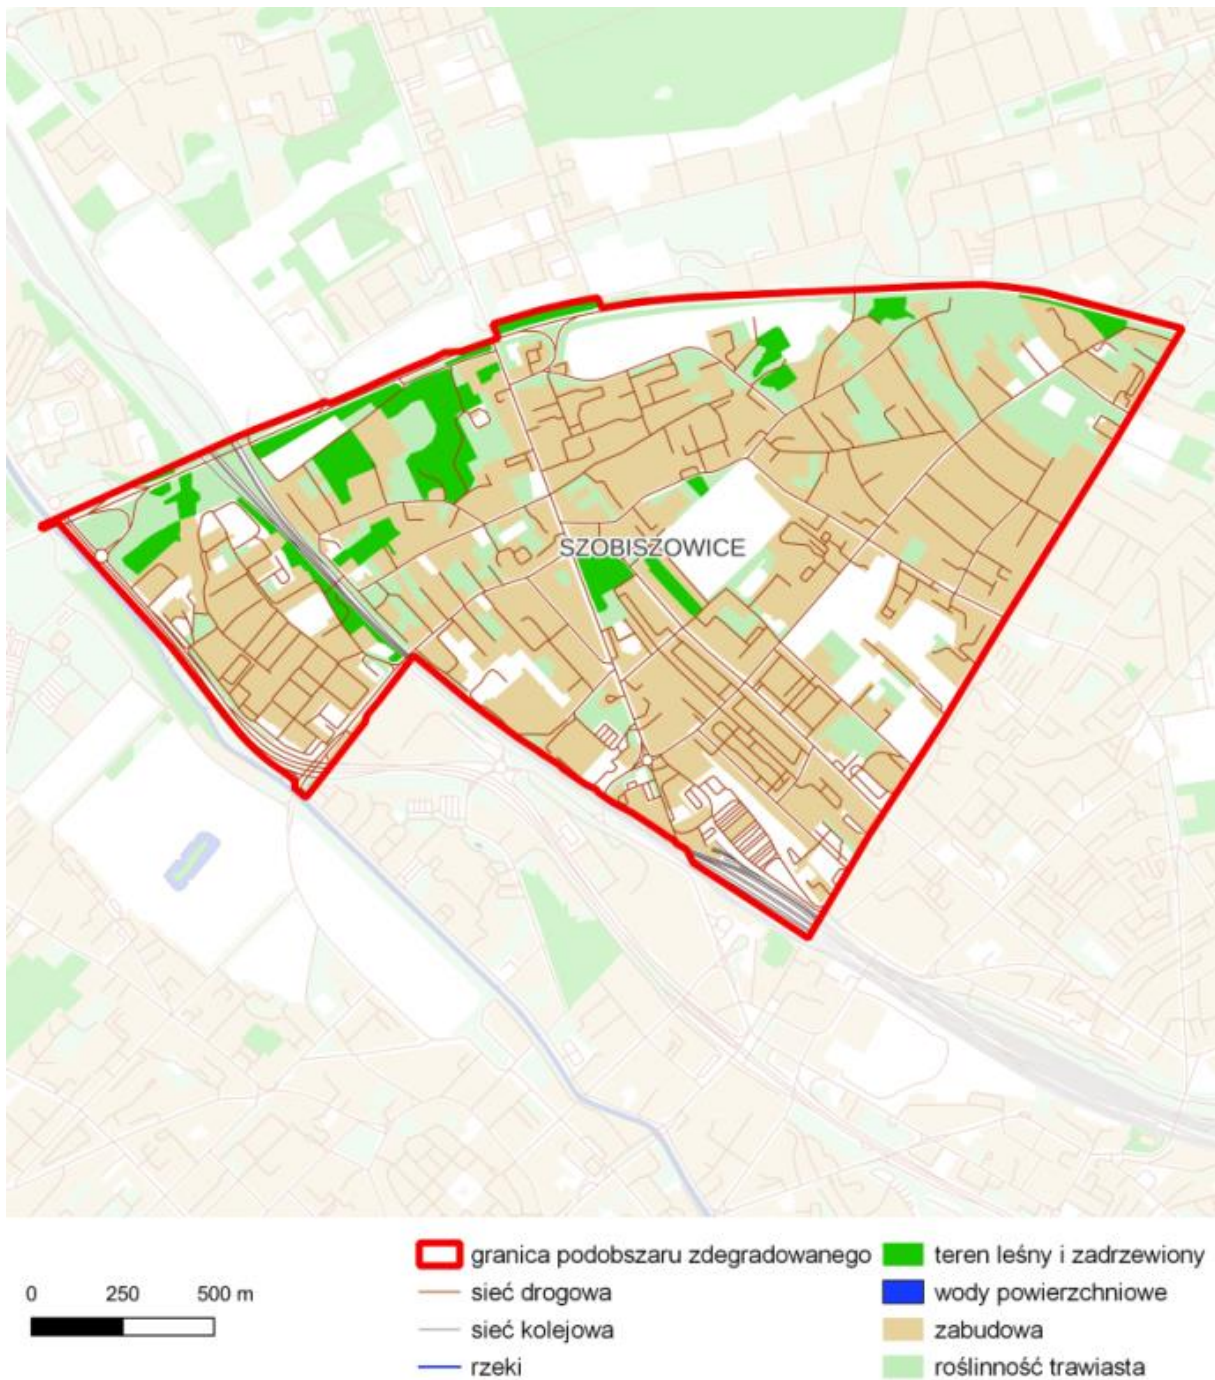 SZOBISZOWICE
granica podobszaru zdegradowanego
teren leśny i zadrzewiony
0 250 500 m
sieć drogowa
wody powierzchniowe
sieć kolejowa
zabudowa
rzeki
roślinność trawiasta